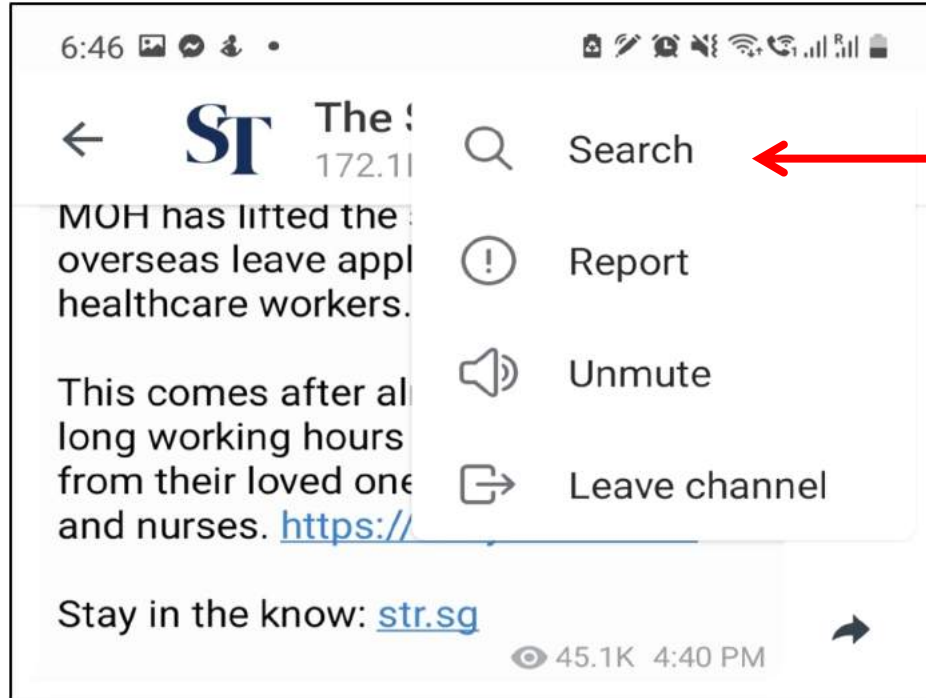 6:46
ST
The
172.1
Search
Report
Unmute
Leave channel
MOH has lifted the
overseas leave appl
healthcare workers.
This comes after al
long working hours
from their loved one
and nurses. https://
Stay in the know: str.sg
45.1K 4:40 PM